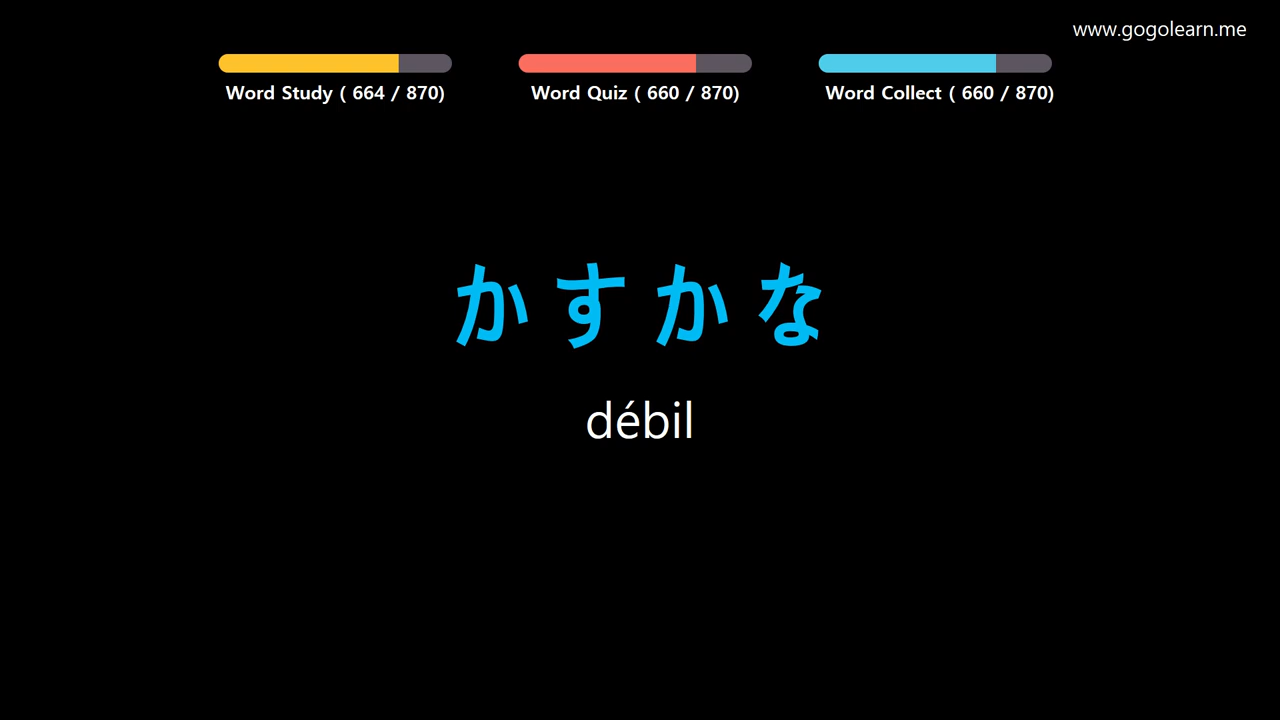 www.gogolearn.me
Word Study ( 664 / 870)
Word Quiz ( 660 / 870)
Word Collect ( 660 / 870)
かすかな
débil